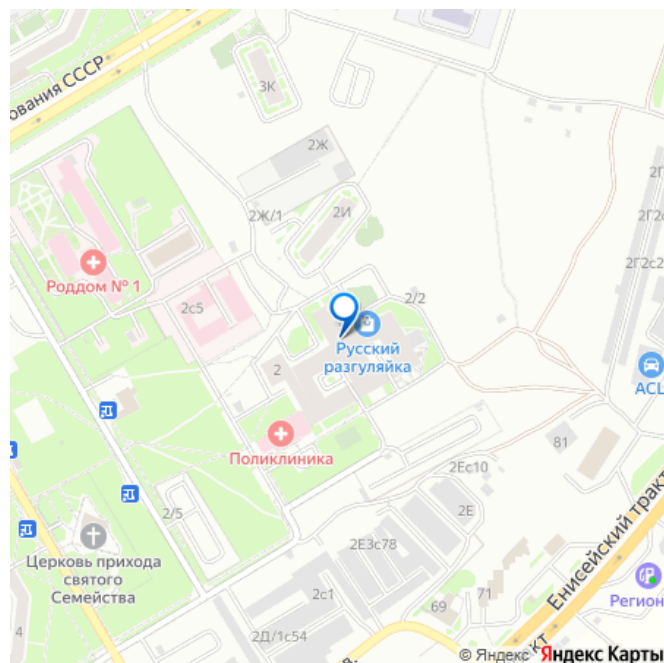 ования СССР
3К
2Ж
2Ж/1
2И
2Г
2Г2с
2Г2с2
Роддом № 1
2с5
2/2
Русский
разгуляйка
2
АСЦ
Поликлиника
81
2Ес10
2/5
2Е
2Е3с78
Енисейский тракт
Церковь прихода
святого
Семейства
4
2с1
71
69
Регион
2Д/1с54
кт
© Яндекс Яндекс Карты